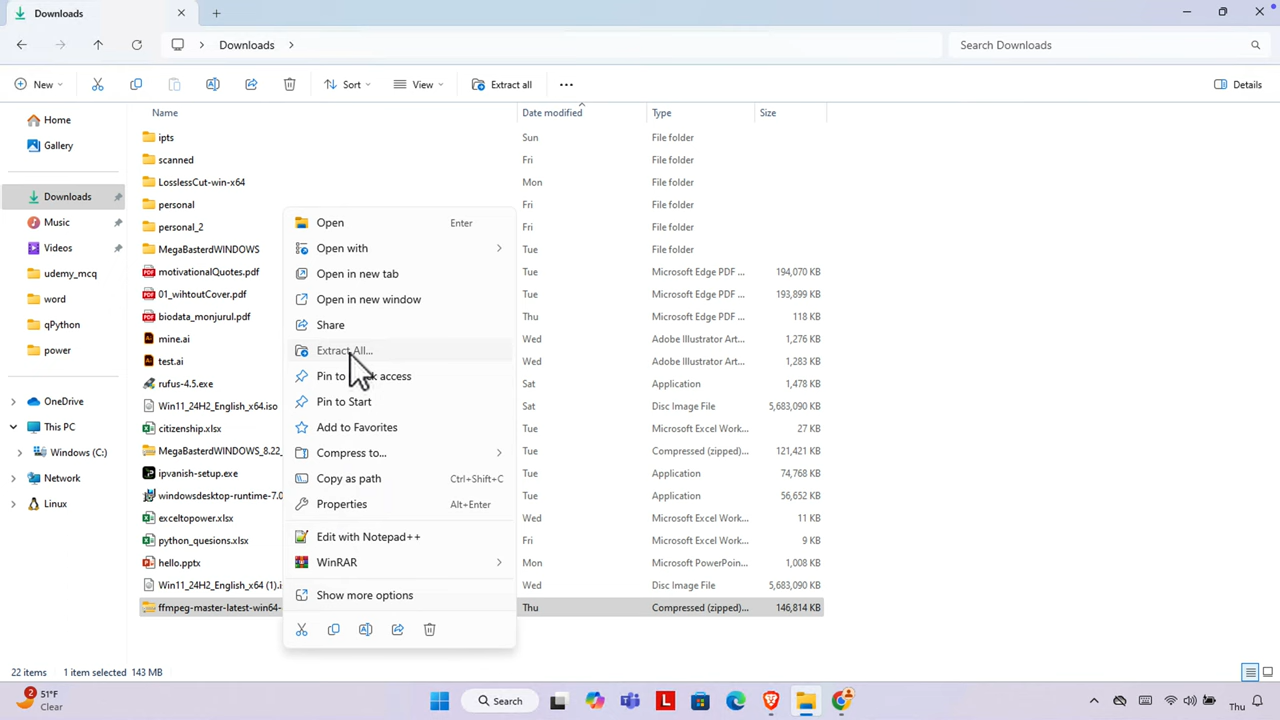 Downloads
Downloads
Search Downloads
New
Sort
View
Extract all
Details
Name
Date modified
Type
Size
Home
Gallery
Downloads
Music
Videos
udemy_mcq
word
qPython
power
OneDrive
This PC
Windows (C:)
Network
Linux
ipts Sun File folder
scanned Fri File folder
LosslessCut-win-x64 Mon File folder
personal Fri File folder
personal_2 Fri File folder
MegaBasterdWINDOWS Tue File folder
motivationalQuotes.pdf Tue Microsoft Edge PDF ... 194,070 KB
01_wihtoutCover.pdf Tue Microsoft Edge PDF ... 193,899 KB
biodata_monjurul.pdf Thu Microsoft Edge PDF ... 118 KB
mine.ai Wed Adobe Illustrator Art... 1,276 KB
test.ai Wed Adobe Illustrator Art... 1,283 KB
rufus-4.5.exe Sat Application 1,478 KB
Win11_24H2_English_x64.iso Sat Disc Image File 5,683,090 KB
citizenship.xlsx Tue Microsoft Excel Work... 27 KB
MegaBasterdWINDOWS_8.22_ Tue Compressed (zipped)... 121,421 KB
ipvanish-setup.exe Tue Application 74,768 KB
windowsdesktop-runtime-7.0 Tue Application 56,652 KB
exceltopower.xlsx Wed Microsoft Excel Work... 11 KB
python_quesions.xlsx Fri Microsoft Excel Work... 9 KB
hello.pptx Mon Microsoft PowerPoin... 1,008 KB
Win11_24H2_English_x64 (1).i Wed Disc Image File 5,683,090 KB
ffmpeg-master-latest-win64- Thu Compressed (zipped)... 146,814 KB
Open Enter
Open with
Open in new tab
Open in new window
Share
Extract All...
Pin to access
Pin to Start
Add to Favorites
Compress to...
Copy as path Ctrl+Shift+C
Properties Alt+Enter
Edit with Notepad++
WinRAR
Show more options
22 items 1 item selected 143 MB
2
51°F
Clear
Search
L
Thu